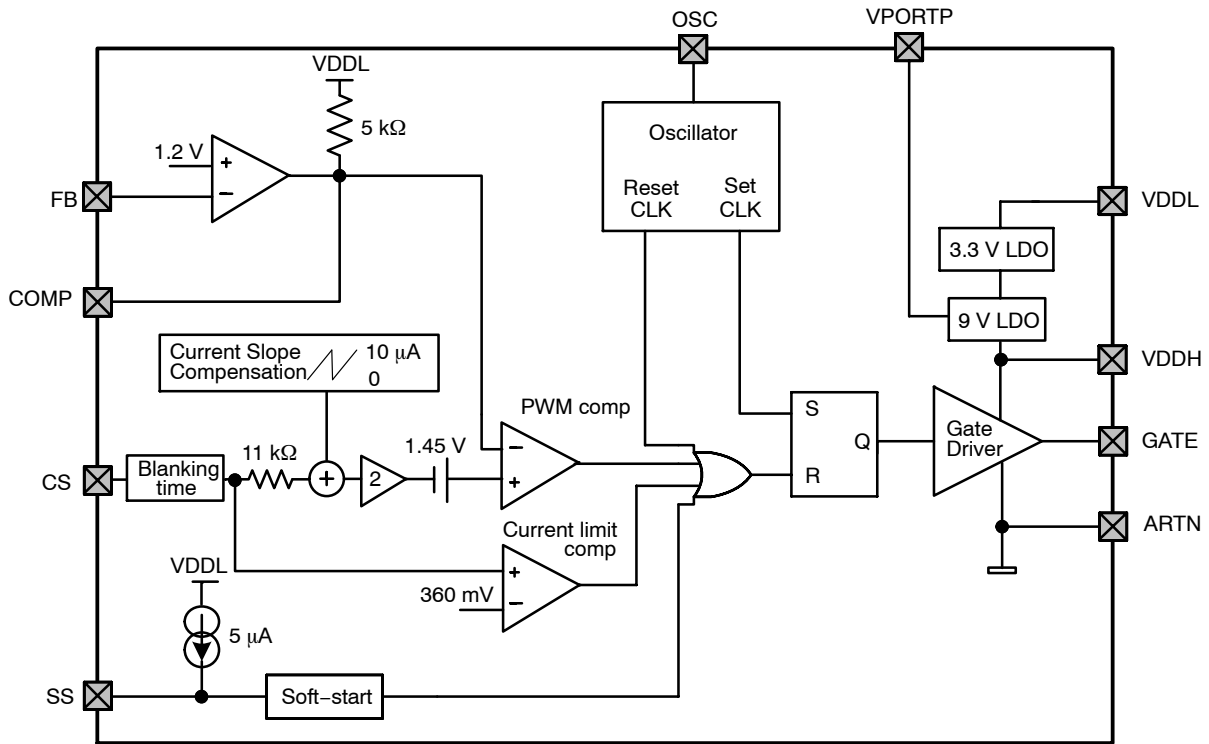 OSC
VPORTP
VDDL
5 kΩ
1.2 V
+
−
FB
Oscillator
Reset
CLK
Set
CLK
VDDL
3.3 V LDO
COMP
9 V LDO
Current Slope
Compensation
10 μA
0
VDDH
PWM comp
S
Q
R
Gate
Driver
GATE
1.45 V
11 kΩ
−
+
CS
Blanking
time
+
2
Current limit
comp
ARTN
VDDL
+
−
360 mV
5 μA
SS
Soft−start